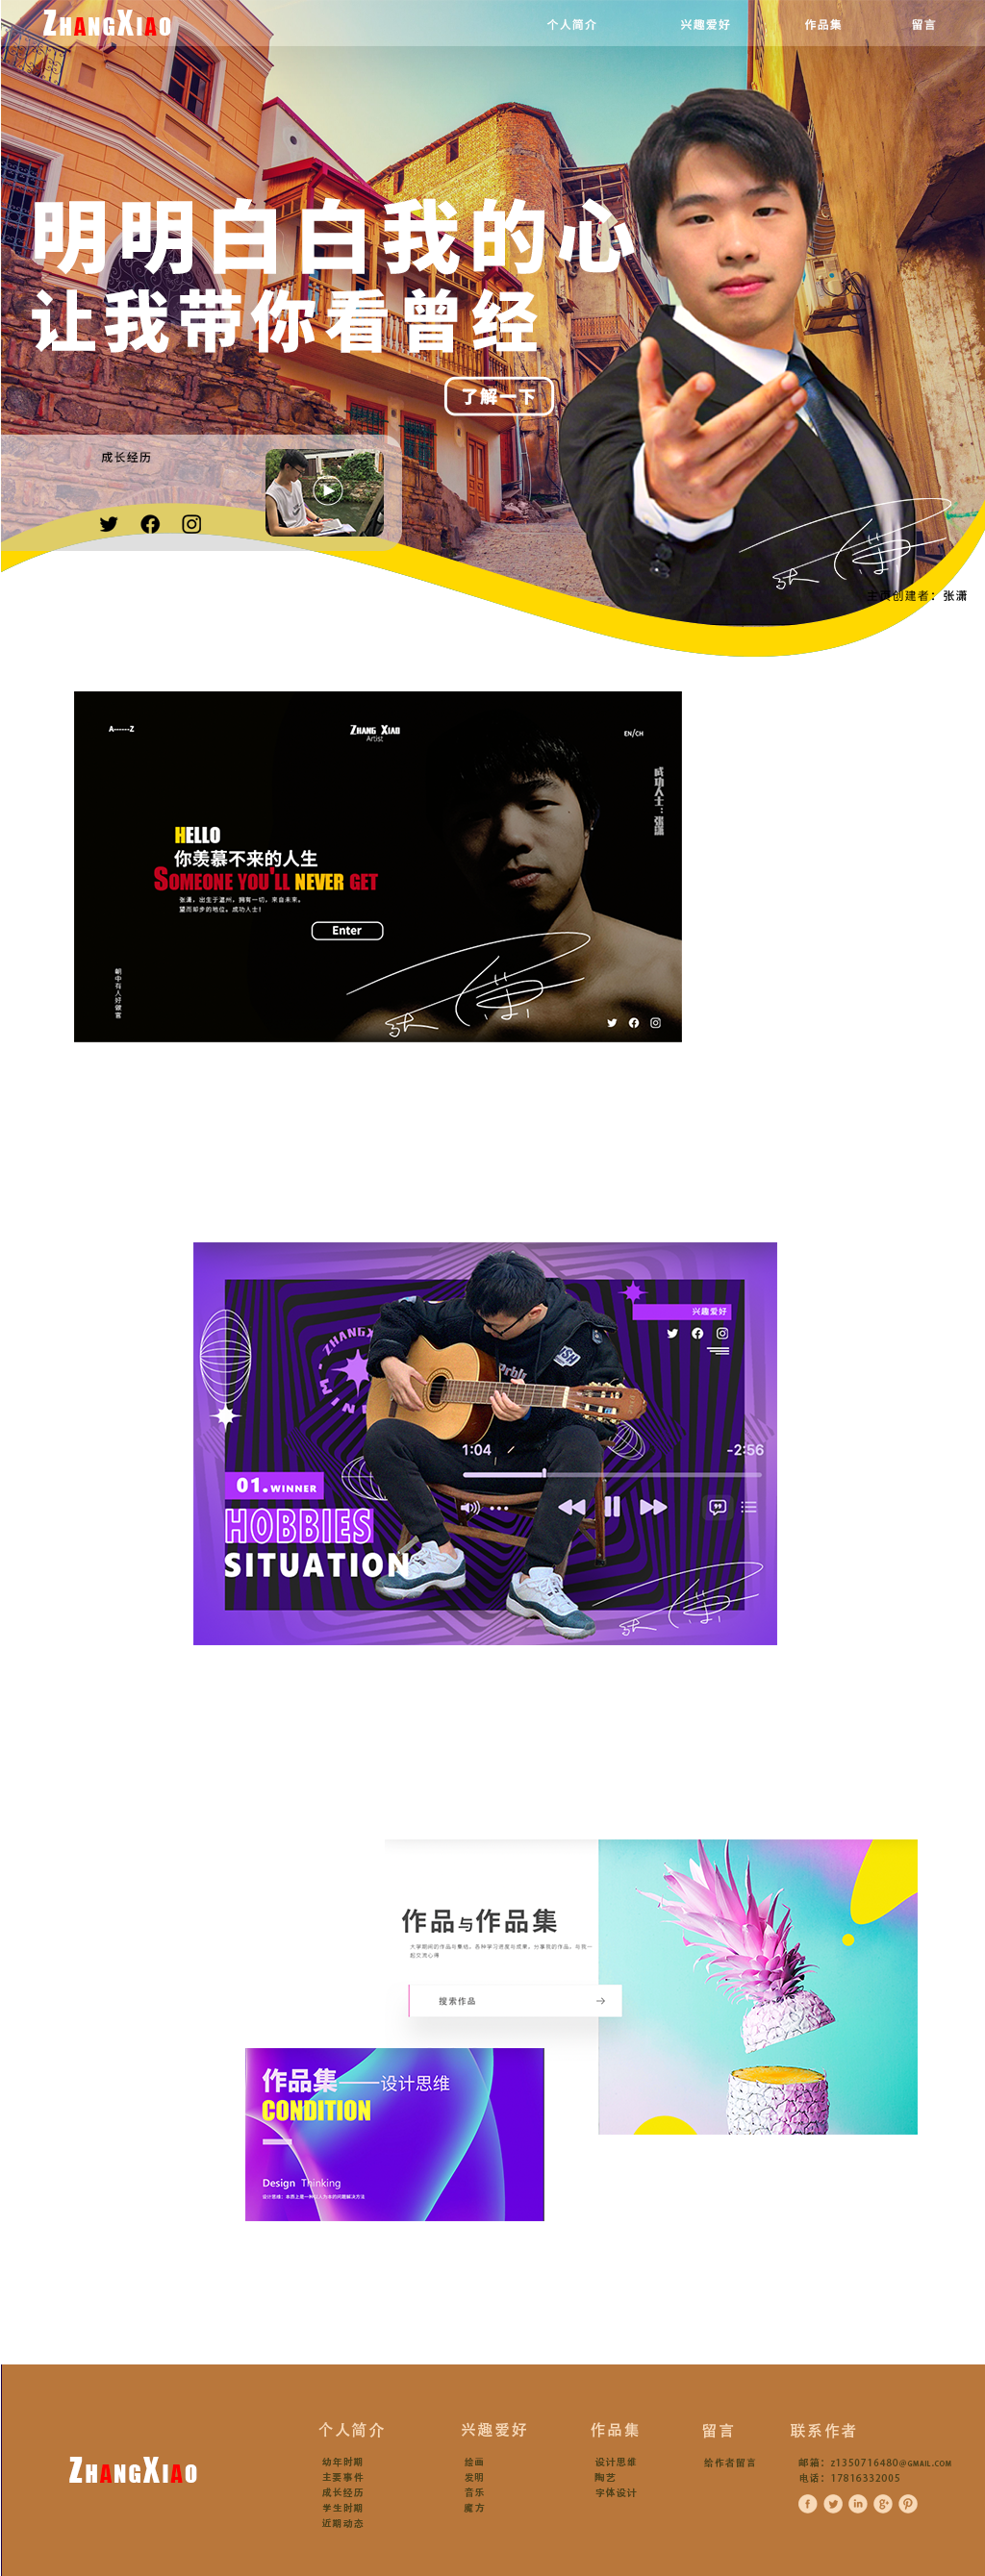 ZHANGXIAO
个人简介 兴趣爱好 作品集 留言
明明白白我的心
让我带你看曾经
了解一下
成长经历
主页创建者：张潇
A------Z
ZHANG XIAO
Artist
EN/CH
成功人士：张潇
HELLO
你羡慕不来的人生
SOMEONE YOU'LL NEVER GET
张潇，出生于温州，拥有一切，来自未来。
望而却步的地位。成功人士！
Enter
朝中有人好做官
兴趣爱好
ZHANGX
1:04
-2:56
01.WINNER
HOBBIES
SITUATION
作品与作品集
大学期间的作品与集结，各种学习进度与成果，分享我的作品，与我一
起交流心得
搜索作品
作品集——设计思维
CONDITION
Design Thinking
设计思维：本质上是一种以人为本的问题解决方法
ZHANGXIAO
个人简介
幼年时期
主要事件
成长经历
学生时期
近期动态
兴趣爱好
绘画
发明
音乐
魔方
作品集
设计思维
陶艺
字体设计
留言
给作者留言
联系作者
邮箱：z1350716480@GMAIL.COM
电话：17816332005